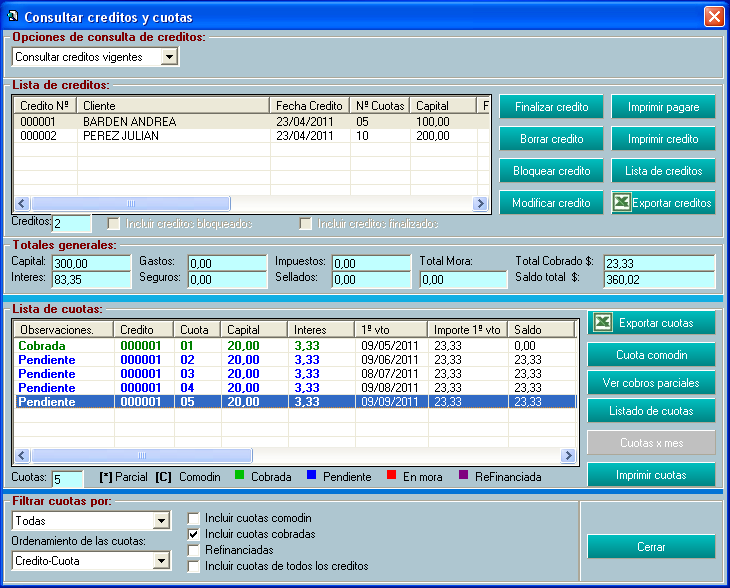 Consultar creditos y cuotas
Opciones de consulta de creditos:
Consultar creditos vigentes
Lista de creditos:
Credito Nº Cliente Fecha Credito Nº Cuotas Capital F
000001 BARDEN ANDREA 23/04/2011 05 100,00
000002 PEREZ JULIAN 23/04/2011 10 200,00
Finalizar credito Imprimir pagare
Borrar credito Imprimir credito
Bloquear credito Lista de creditos
Modificar credito Exportar creditos
Creditos: 2 Incluir creditos bloqueados Incluir creditos finalizados
Totales generales:
Capital: 300,00 Gastos: 0,00 Impuestos: 0,00 Total Mora: Total Cobrado $: 23,33
Interes: 83,35 Seguros: 0,00 Sellados: 0,00 0,00 Saldo total $: 360,02
Lista de cuotas:
Observaciones. Credito Cuota Capital Interes 1ª vto Importe 1ª vto Saldo
Cobrada 000001 01 20,00 3,33 09/05/2011 23,33 0,00
Pendiente 000001 02 20,00 3,33 09/06/2011 23,33 23,33
Pendiente 000001 03 20,00 3,33 08/07/2011 23,33 23,33
Pendiente 000001 04 20,00 3,33 09/08/2011 23,33 23,33
Pendiente 000001 05 20,00 3,33 09/09/2011 23,33 23,33
Exportar cuotas
Cuota comodin
Ver cobros parciales
Listado de cuotas
Cuotas x mes
Imprimir cuotas
Cuotas: 5 [*] Parcial [C] Comodin Cobrada Pendiente En mora ReFinanciada
Filtrar cuotas por:
Todas
Ordenamiento de las cuotas:
Credito-Cuota
Incluir cuotas comodin
Incluir cuotas cobradas
Refinanciadas
Incluir cuotas de todos los creditos
Cerrar